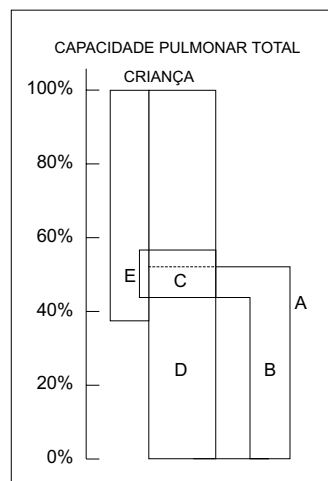 CAPACIDADE PULMONAR TOTAL
CRIANÇA
100%
80%
60%
E
C
A
40%
D
B
20%
0%